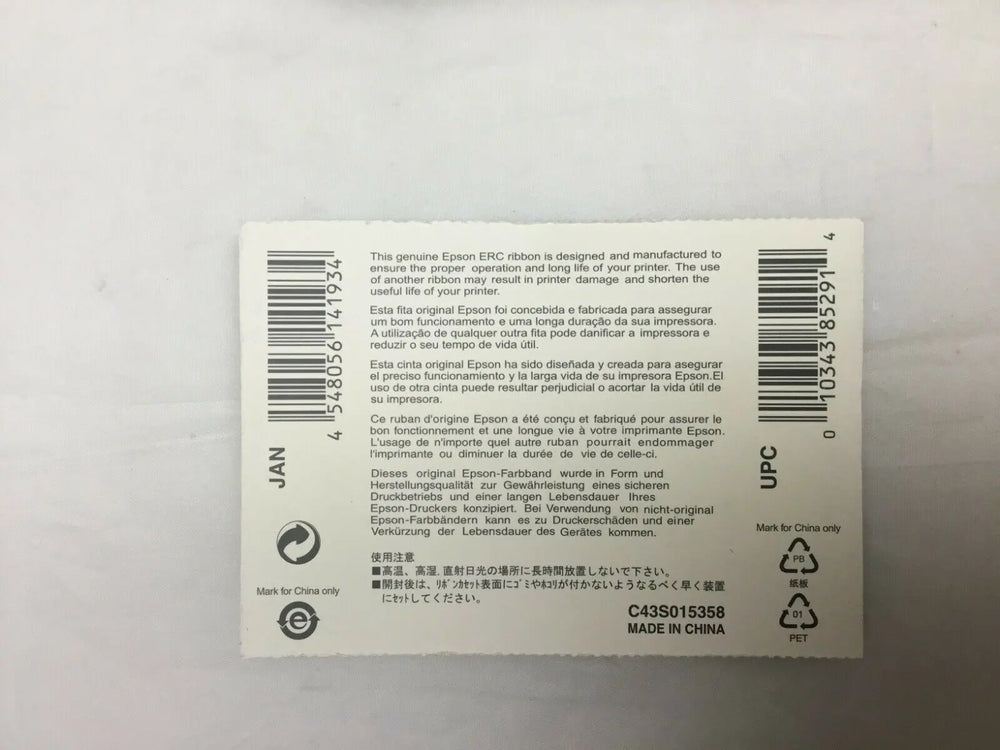 4 548056 141934
JAN
Mark for China only
e
This genuine Epson ERC ribbon is designed and manufactured to
ensure the proper operation and long life of your printer. The use
of another ribbon may result in printer damage and shorten the
useful life of your printer.
Esta fita original Epson foi concebida e fabricada para assegurar
um bom funcionamento e uma longa duração da sua impressora.
A utilização de qualquer outra fita pode danificar a impressora e
reduzir o seu tempo de vida útil.
Esta cinta original Epson ha sido diseñada y creada para asegurar
el preciso funcionamiento y la larga vida de su impresora Epson.El
uso de otra cinta puede resultar perjudicial o acortar la vida útil de
su impresora.
Ce ruban d'origine Epson a été conçu et fabriqué pour assurer le
bon fonctionnement et une longue vie à votre imprimante Epson.
L'usage de n'importe quel autre ruban pourrait endommager
l'imprimante ou diminuer la durée de vie de celle-ci.
Dieses original Epson-Farbband wurde in Form und
Herstellungsqualität zur Gewährleistung eines sicheren
Druckbetriebs und einer langen Lebensdauer Ihres
Epson-Druckers konzipiert. Bei Verwendung von nicht-original
Epson-Farbbändern kann es zu Druckerschäden und einer
Verkürzung der Lebensdauer des Gerätes kommen.
使用注意
■高温、高湿.直射日光の場所に長時間放置しないで下さい。
■開封後は、ﾘﾎﾞﾝｶｾｯﾄ表面にｺﾞﾐやﾎｺﾘが付かないようなるべく早く装置
にｾｯﾄしてください。
C43S015358
MADE IN CHINA
0 10343 85291 4
UPC
Mark for China only
PB
纸板
01
PET